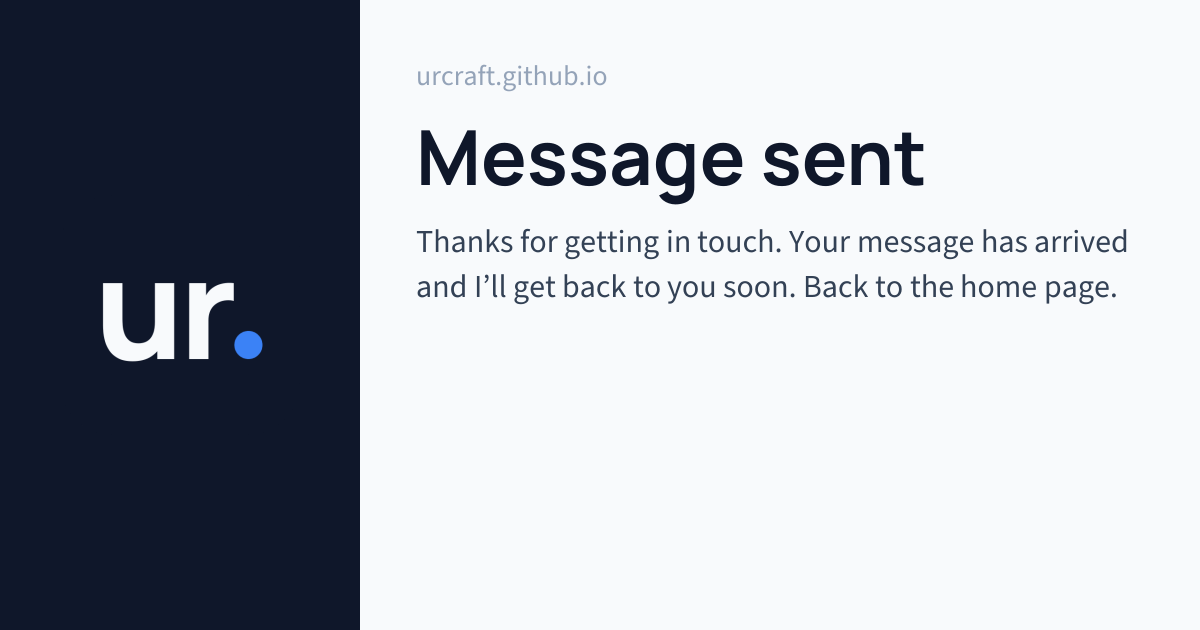 urcraft.github.io
Message sent
Thanks for getting in touch. Your message has arrived
and I’ll get back to you soon. Back to the home page.
ur.